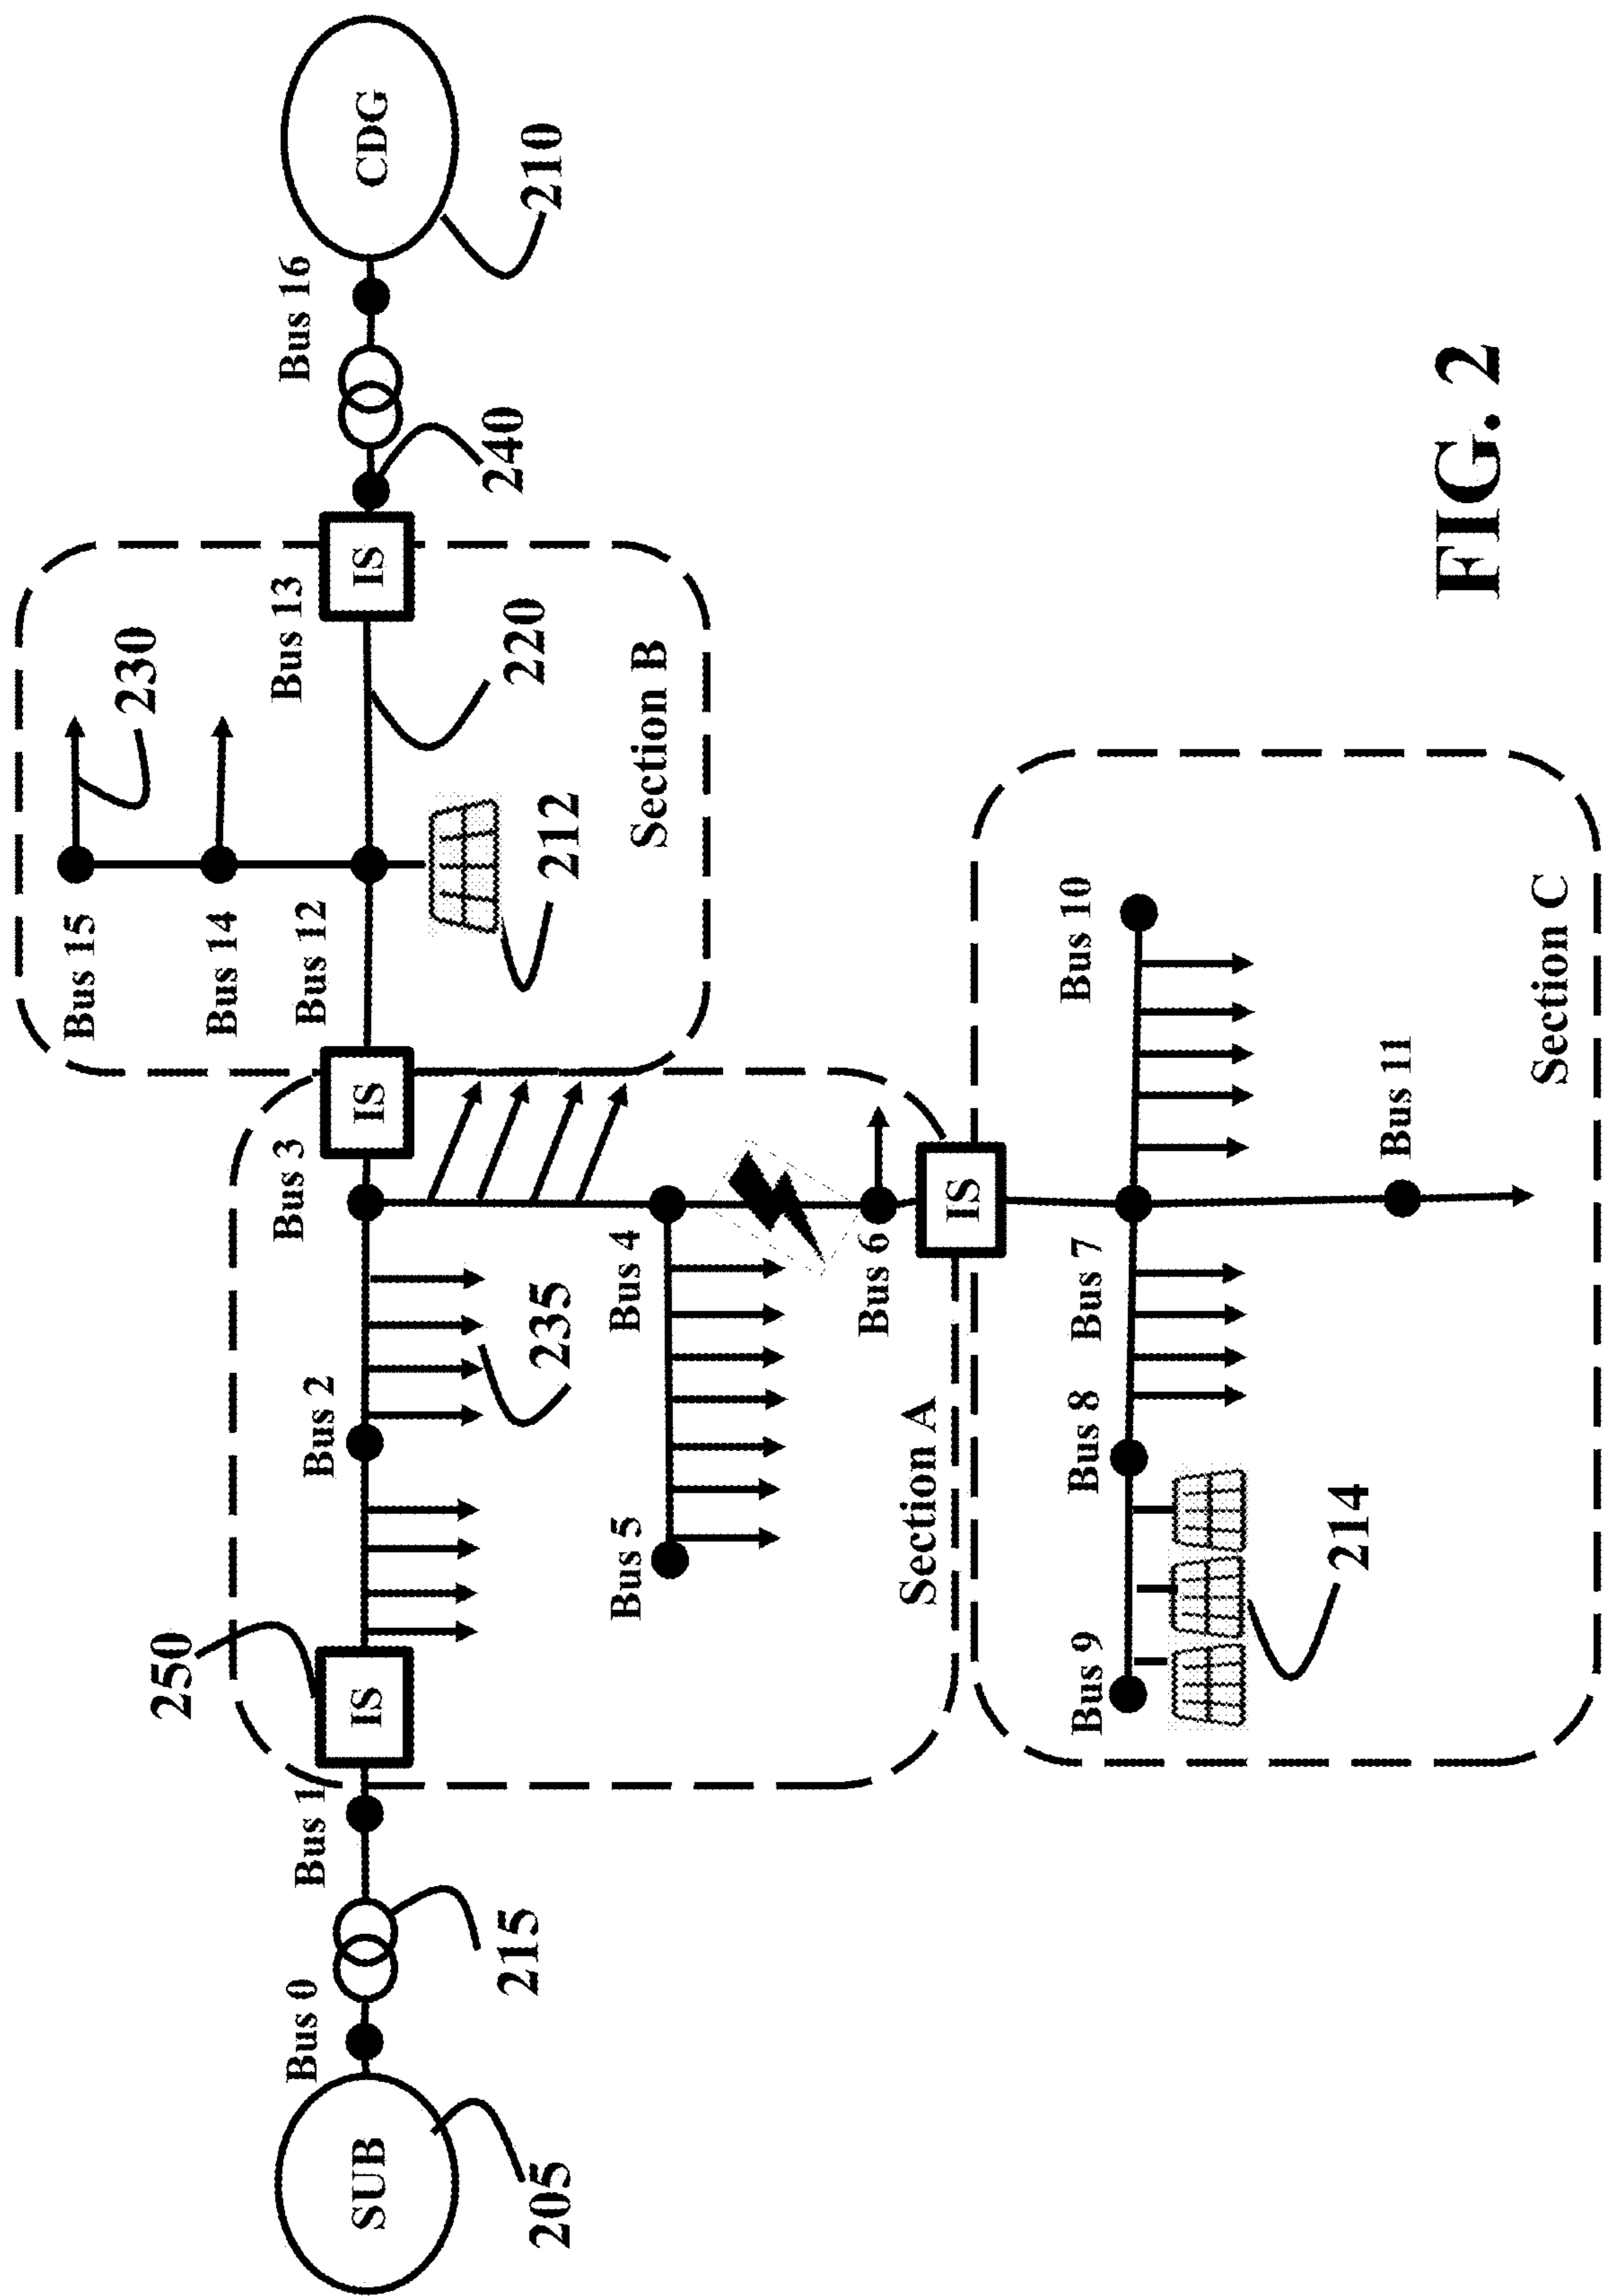 250
230
SUB
Bus 0
Bus 1
IS
Bus 2
Bus 3
IS
Bus 15
Bus 14
Bus 12
Bus 13
IS
Bus 16
CDG
205
215
235
212
220
240
210
Bus 5
Bus 4
Section B
Section A
Bus 6
IS
Bus 9
Bus 8
Bus 7
Bus 10
214
Bus 11
Section C
FIG. 2